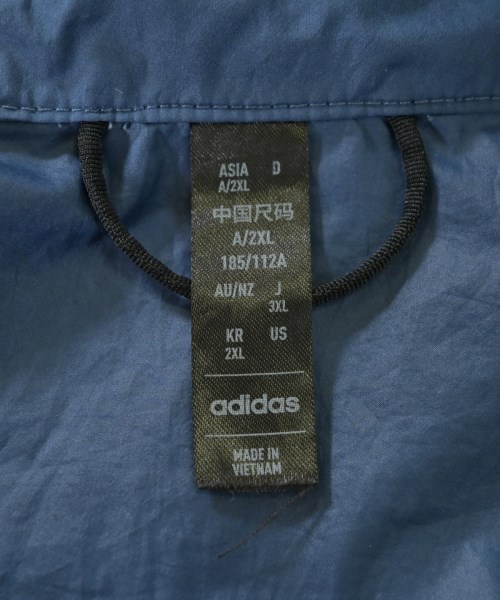 ASIA D
A/2XL
中国尺码
A/2XL
185/112A
AU/NZ J
3XL
KR US
2XL
adidas
MADE IN
VIETNAM